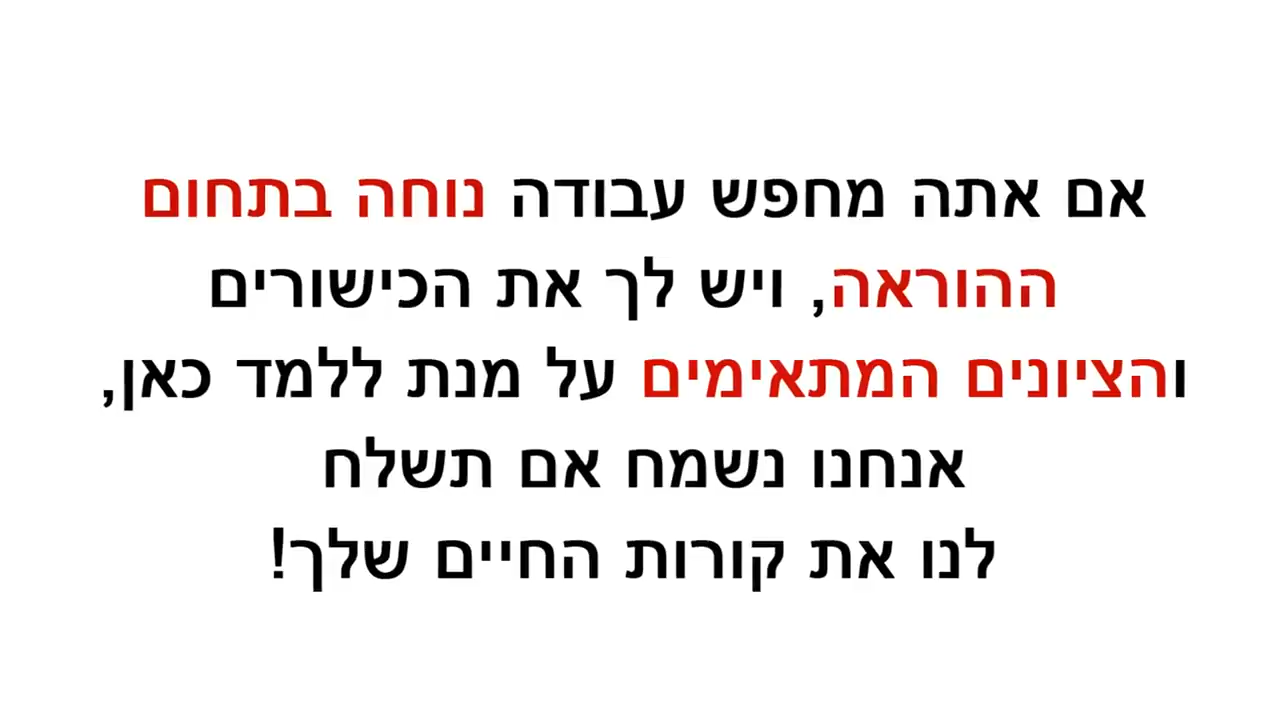 אם אתה מחפש עבודה נוחה בתחום
ההוראה, ויש לך את הכישורים
והציונים המתאימים על מנת ללמד כאן,
אנחנו נשמח אם תשלח
לנו את קורות החיים שלך!